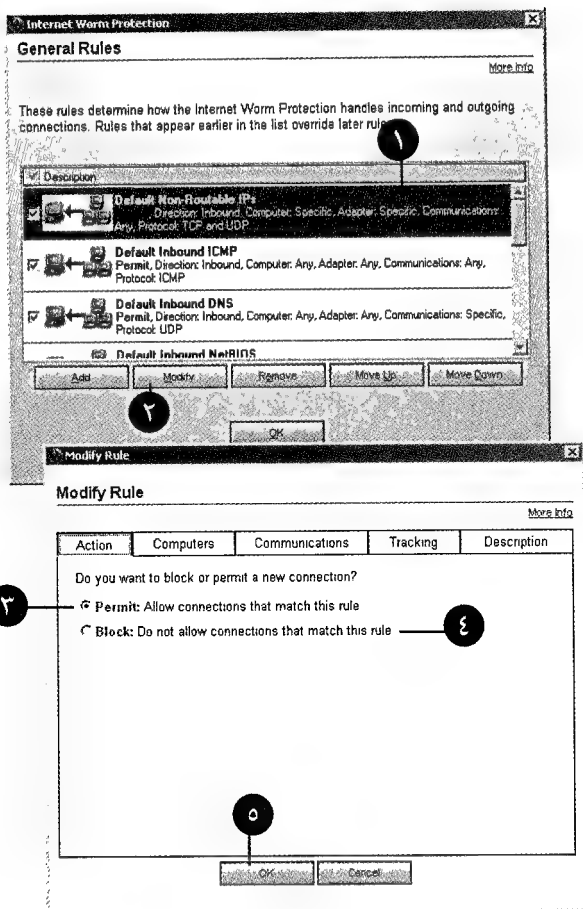 Internet Worm Protection
General Rules
More Info
These rules determine how the Internet Worm Protection handles incoming and outgoing
connections. Rules that appear earlier in the list override later
١
Description
Default Non-Routable IPs
Direction: Inbound, Computer: Specific, Adapter: Specific, Communications:
Any, Protocol: TCP and UDP
Default Inbound ICMP
Permit, Direction: Inbound, Computer: Any, Adapter: Any, Communications: Any,
Protocol: ICMP
Default Inbound DNS
Permit, Direction: Inbound, Computer: Any, Adapter: Any, Communications: Specific,
Protocol: UDP
Default Inbound NetBIOS
Add Modify Remove Move Up Move Down
٢
OK
Modify Rule
Modify Rule
More Info
Action Computers Communications Tracking Description
Do you want to block or permit a new connection?
٣ Permit: Allow connections that match this rule
Block: Do not allow connections that match this rule ٤
٥
OK Cancel